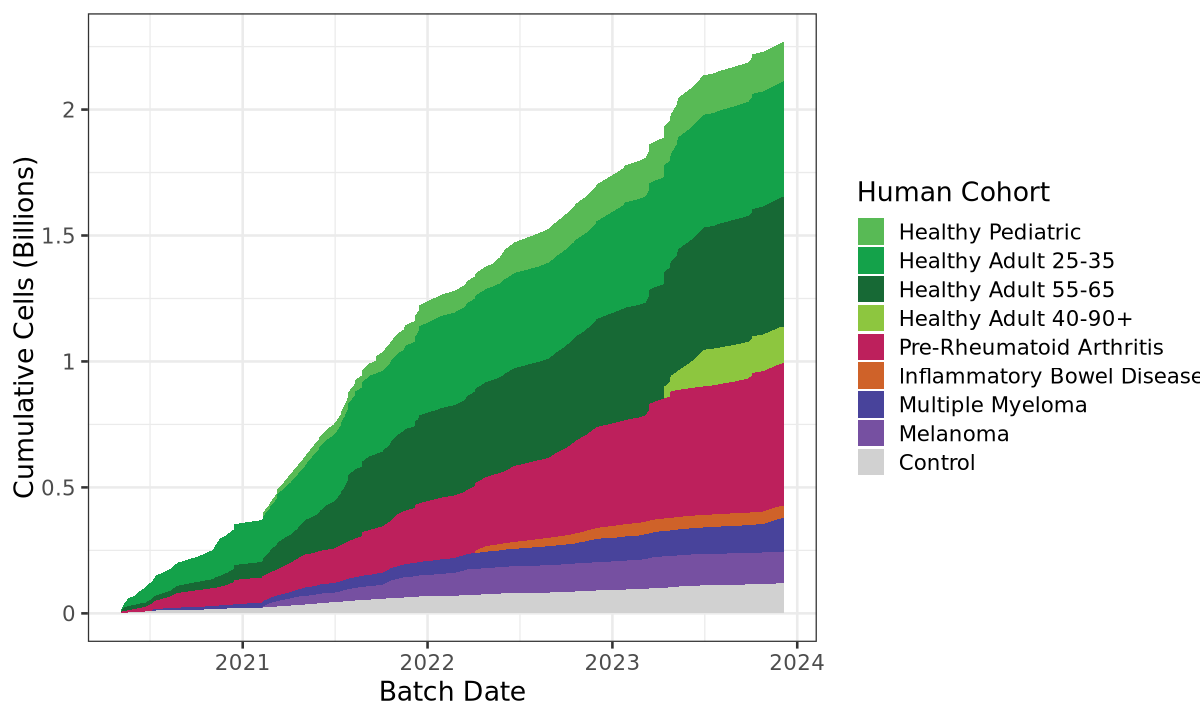 Cumulative Cells (Billions)
2
1.5
1
0.5
0
2021
2022
2023
2024
Batch Date
Human Cohort
Healthy Pediatric
Healthy Adult 25-35
Healthy Adult 55-65
Healthy Adult 40-90+
Pre-Rheumatoid Arthritis
Inflammatory Bowel Disease
Multiple Myeloma
Melanoma
Control